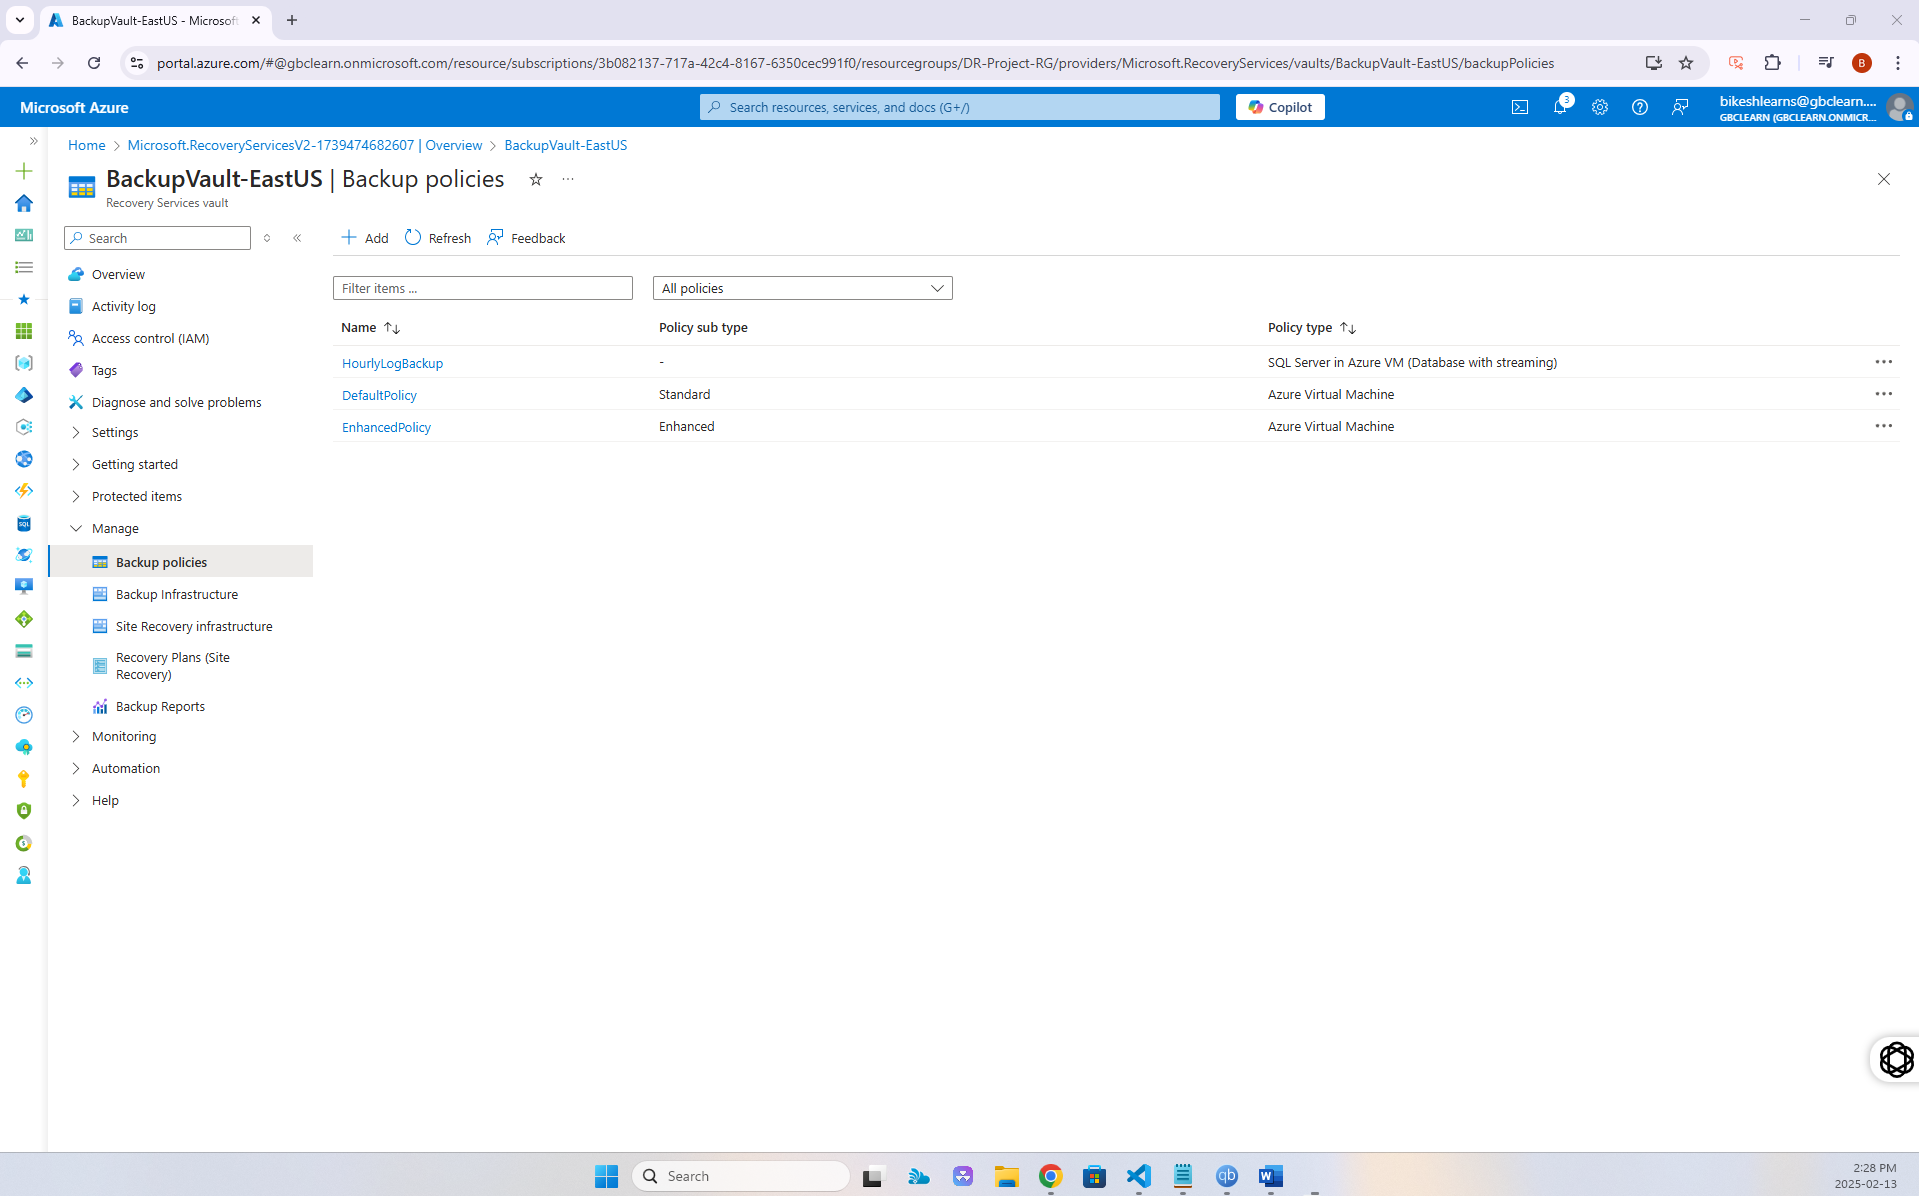 BackupVault-EastUS - Microsoft
portal.azure.com/#@gbclearn.onmicrosoft.com/resource/subscriptions/3b082137-717a-42c4-8167-6350cec991f0/resourcegroups/DR-Project-RG/providers/Microsoft.RecoveryServices/vaults/BackupVault-EastUS/backupPolicies
B
Microsoft Azure
Search resources, services, and docs (G+/)
Copilot
3
bikeshlearns@gbclearn....
GBCLEARN (GBCLEARN.ONMICR...
Home > Microsoft.RecoveryServicesV2-1739474682607 | Overview > BackupVault-EastUS
BackupVault-EastUS | Backup policies
Recovery Services vault
Search
Add
Refresh
Feedback
Overview
Activity log
Access control (IAM)
Tags
Diagnose and solve problems
Settings
Getting started
Protected items
Manage
Backup policies
Backup Infrastructure
Site Recovery infrastructure
Recovery Plans (Site
Recovery)
Backup Reports
Monitoring
Automation
Help
Filter items ...
All policies
Name Policy sub type Policy type
HourlyLogBackup - SQL Server in Azure VM (Database with streaming)
DefaultPolicy Standard Azure Virtual Machine
EnhancedPolicy Enhanced Azure Virtual Machine
SQL
Search
qb
W
2:28 PM
2025-02-13